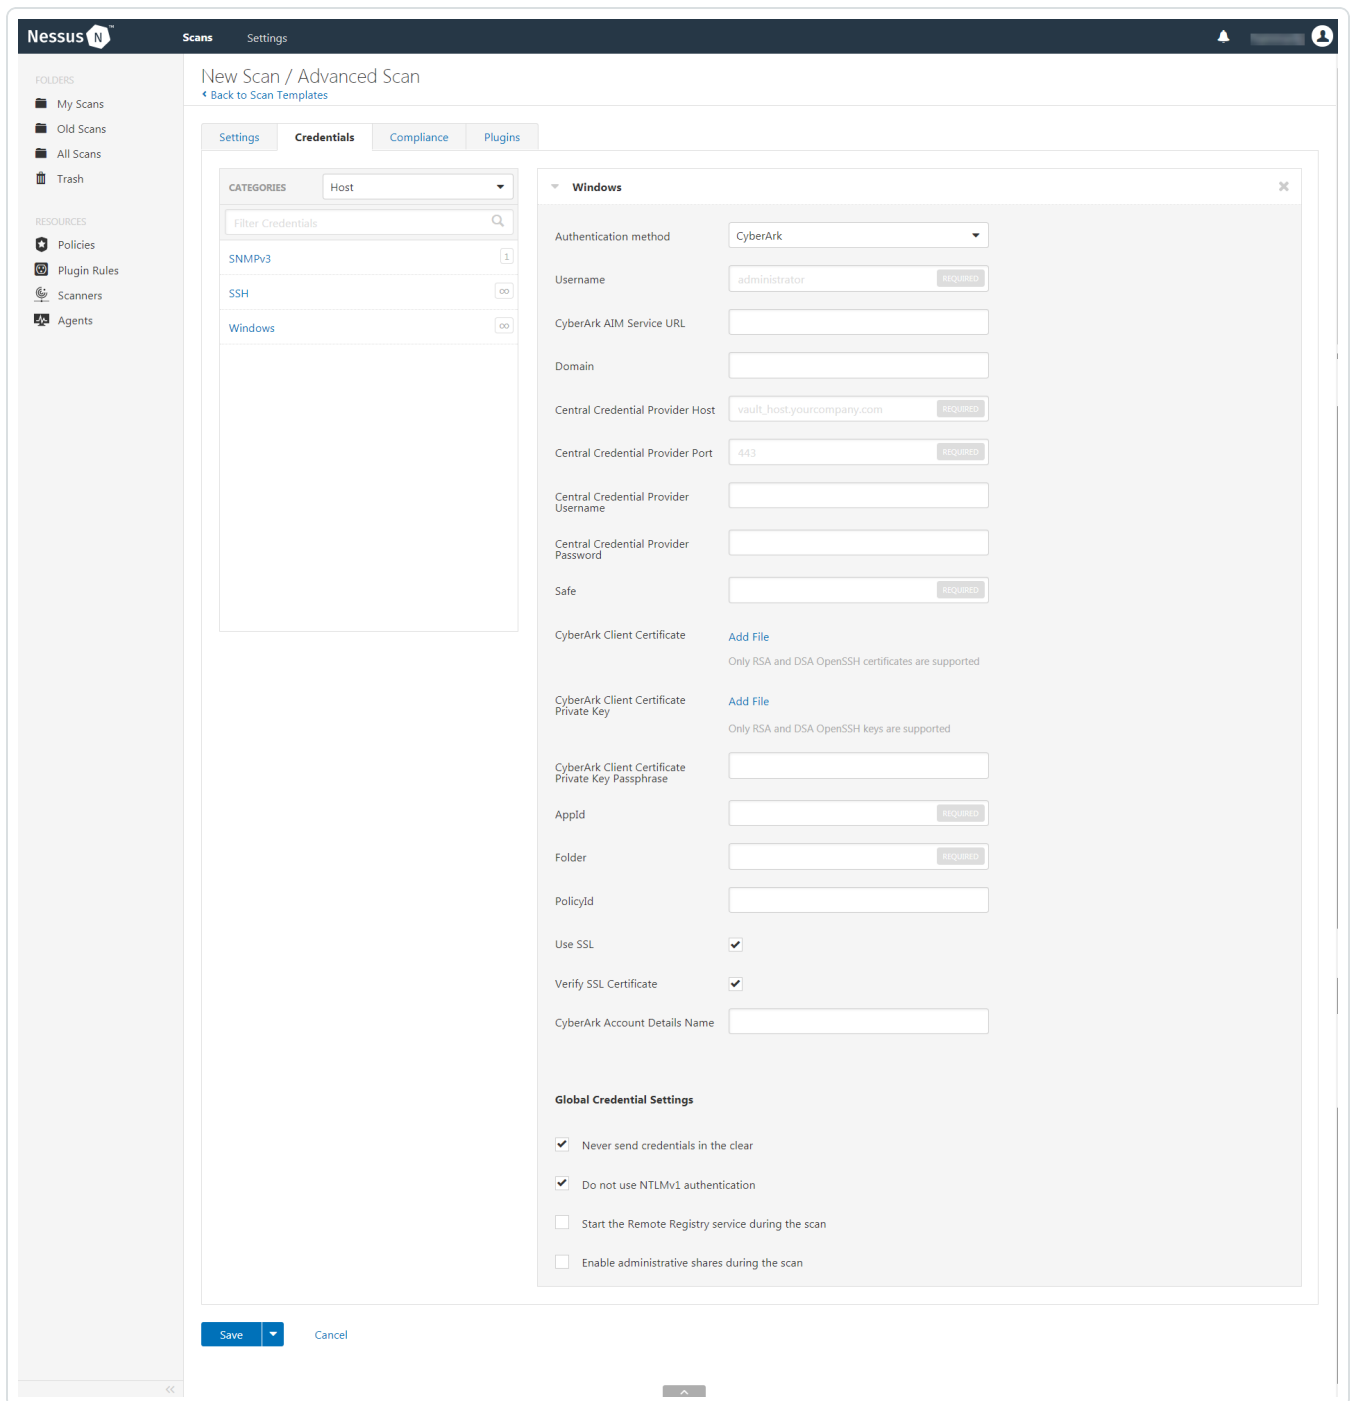 Nessus N ™
Scans
Settings
FOLDERS
My Scans
Old Scans
All Scans
Trash
RESOURCES
Policies
Plugin Rules
Scanners
Agents
New Scan / Advanced Scan
Back to Scan Templates
Settings
Credentials
Compliance
Plugins
CATEGORIES
Host
Filter Credentials
SNMPv3
1
SSH
∞
Windows
∞
Windows
Authentication method
CyberArk
Username
administrator
REQUIRED
CyberArk AIM Service URL
Domain
Central Credential Provider Host
vault_host.yourcompany.com
REQUIRED
Central Credential Provider Port
443
REQUIRED
Central Credential Provider
Username
Central Credential Provider
Password
Safe
REQUIRED
CyberArk Client Certificate
Add File
Only RSA and DSA OpenSSH certificates are supported
CyberArk Client Certificate
Private Key
Add File
Only RSA and DSA OpenSSH keys are supported
CyberArk Client Certificate
Private Key Passphrase
AppId
REQUIRED
Folder
REQUIRED
PolicyId
Use SSL
Verify SSL Certificate
CyberArk Account Details Name
Global Credential Settings
Never send credentials in the clear
Do not use NTLMv1 authentication
Start the Remote Registry service during the scan
Enable administrative shares during the scan
Save
Cancel